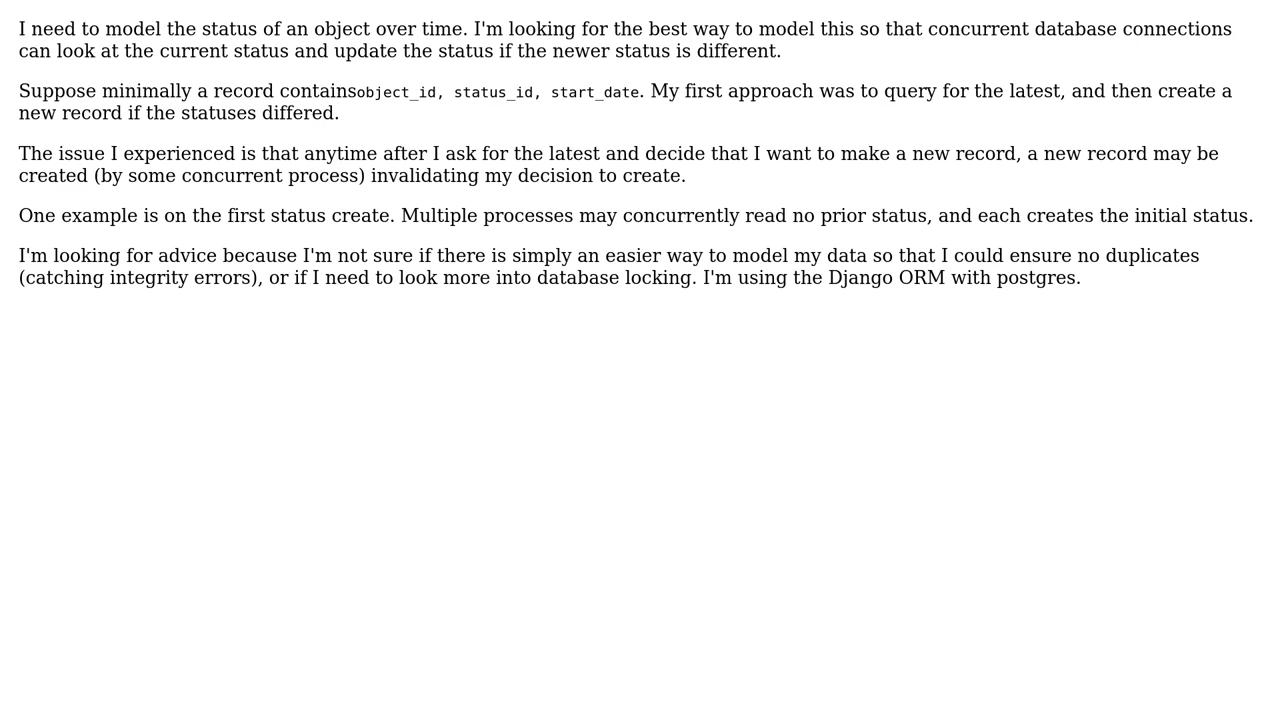 I need to model the status of an object over time. I'm looking for the best way to model this so that concurrent database connections
can look at the current status and update the status if the newer status is different.
Suppose minimally a record containsobject_id, status_id, start_date. My first approach was to query for the latest, and then create a
new record if the statuses differed.
The issue I experienced is that anytime after I ask for the latest and decide that I want to make a new record, a new record may be
created (by some concurrent process) invalidating my decision to create.
One example is on the first status create. Multiple processes may concurrently read no prior status, and each creates the initial status.
I'm looking for advice because I'm not sure if there is simply an easier way to model my data so that I could ensure no duplicates
(catching integrity errors), or if I need to look more into database locking. I'm using the Django ORM with postgres.